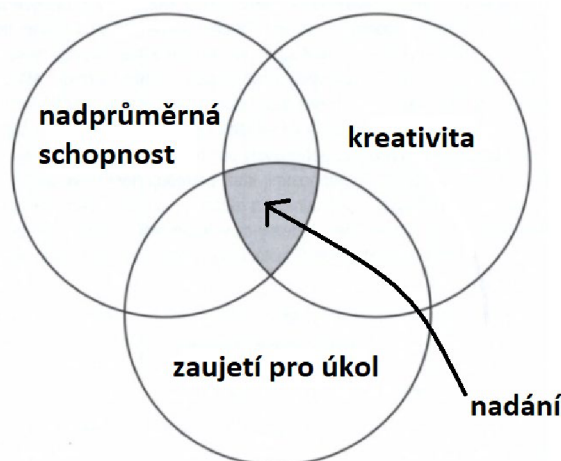 nadprůměrná
schopnost
kreativita
zaujetí pro úkol
nadání